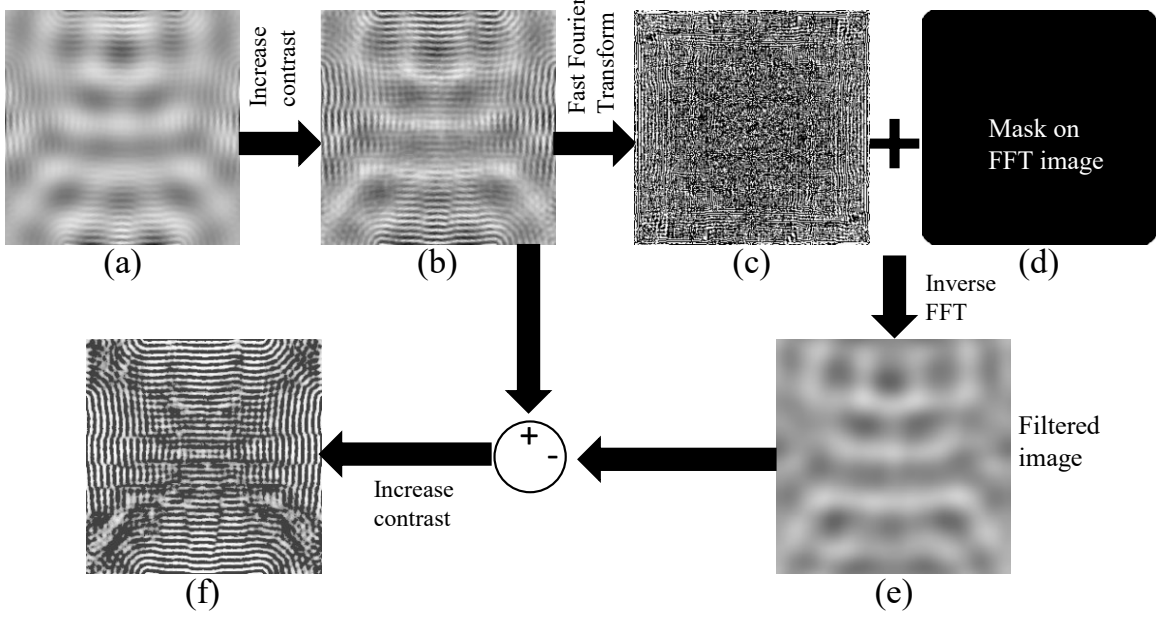 Increase
contrast
Fast Fourier
Transform
+
Mask on
FFT image
(a)
(b)
(c)
(d)
Inverse
FFT
+
-
Filtered
image
Increase
contrast
(f)
(e)